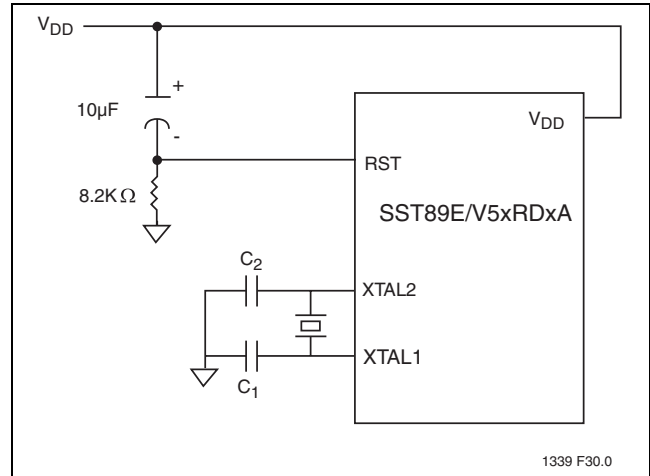 VDD
+
10µF
-
VDD
RST
8.2KΩ
SST89E/V5xRDxA
C2
XTAL2
XTAL1
C1
1339 F30.0